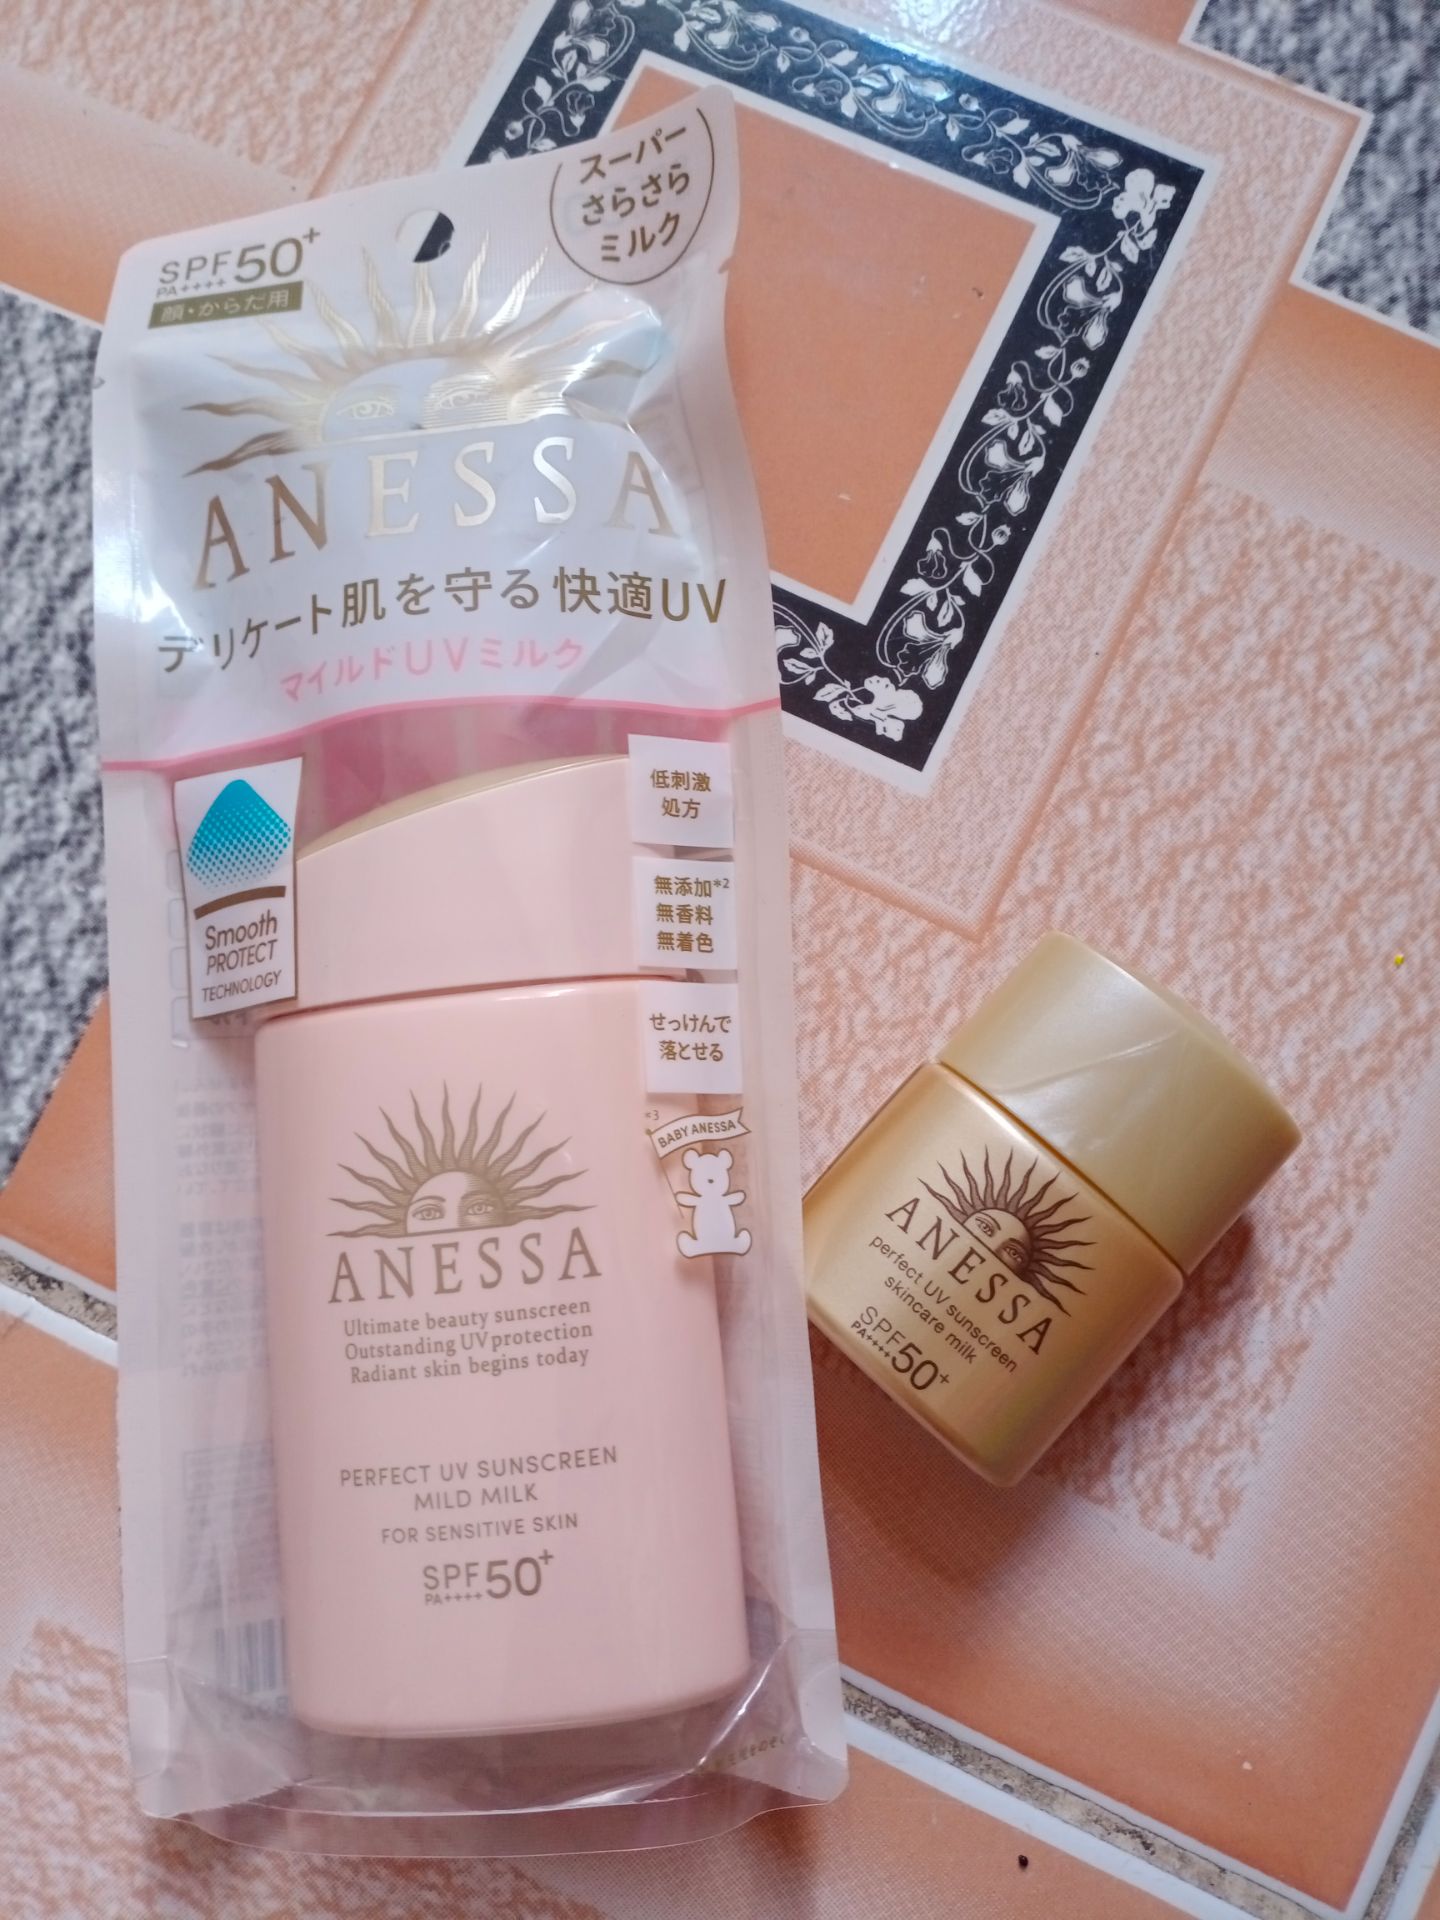 スーパー
さらさら
ミルク
SPF50+
PA++++
顔・からだ用
ANESSA
デリケート肌を守る快適UV
マイルドUVミルク
低刺激
処方
Smooth
PROTECT
TECHNOLOGY
無添加*2
無香料
無着色
せっけんで
落とせる
*3
BABY ANESSA
ANESSA
Ultimate beauty sunscreen
Outstanding UV protection
Radiant skin begins today
PERFECT UV SUNSCREEN
MILD MILK
FOR SENSITIVE SKIN
SPF50+
PA++++
ANESSA
perfect UV sunscreen
skincare milk
SPF50+
PA++++